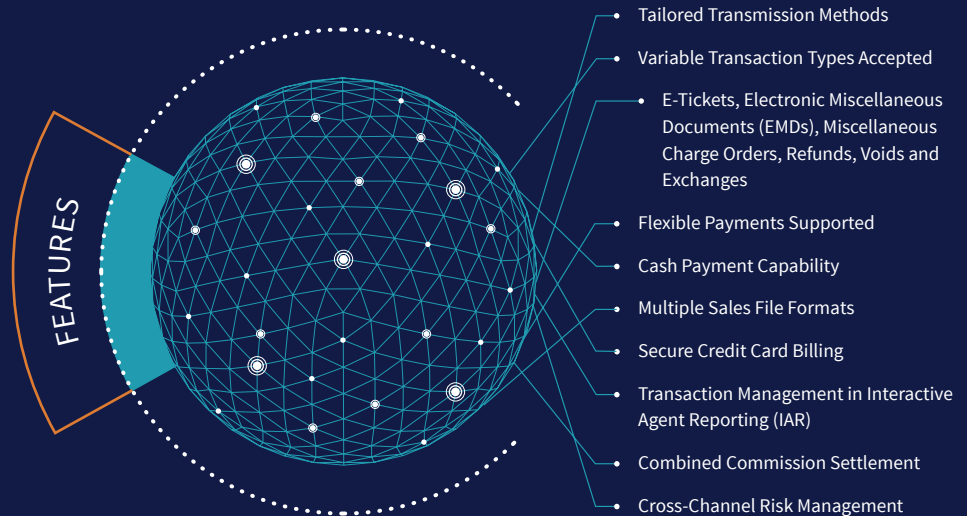 FEATURES
Tailored Transmission Methods
Variable Transaction Types Accepted
E-Tickets, Electronic Miscellaneous
Documents (EMDs), Miscellaneous
Charge Orders, Refunds, Voids and
Exchanges
Flexible Payments Supported
Cash Payment Capability
Multiple Sales File Formats
Secure Credit Card Billing
Transaction Management in Interactive
Agent Reporting (IAR)
Combined Commission Settlement
Cross-Channel Risk Management